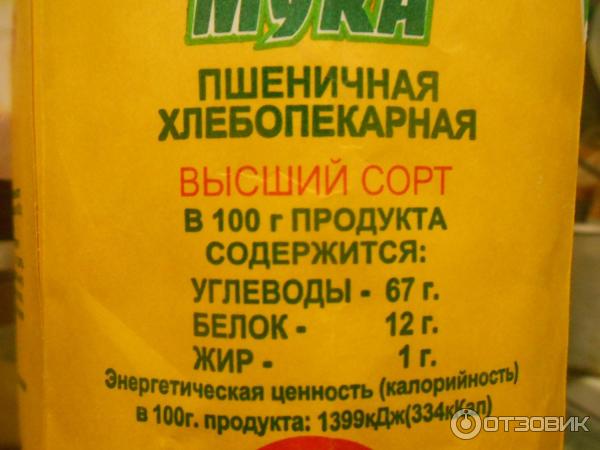 МУКА
ПШЕНИЧНАЯ
ХЛЕБОПЕКАРНАЯ
ВЫСШИЙ СОРТ
В 100 г ПРОДУКТА
СОДЕРЖИТСЯ:
УГЛЕВОДЫ - 67 г.
БЕЛОК - 12 г.
ЖИР - 1 г.
Энергетическая ценность (калорийность)
в 100г. продукта: 1399кДж(334кКал)
ОТЗОВИК